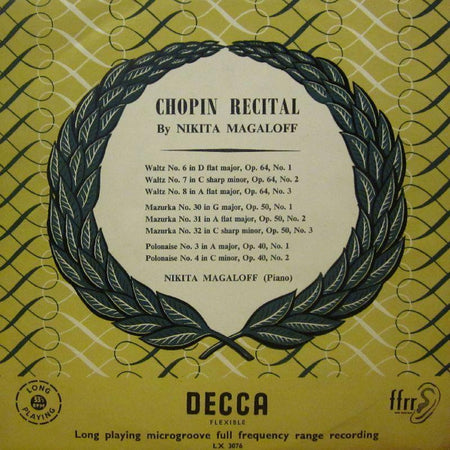 CHOPIN RECITAL
By NIKITA MAGALOFF
Waltz No. 6 in D flat major, Op. 64, No. 1
Waltz No. 7 in C sharp minor, Op. 64, No. 2
Waltz No. 8 in A flat major, Op. 64, No. 3
Mazurka No. 30 in G major, Op. 50, No. 1
Mazurka No. 31 in A flat major, Op. 50, No. 2
Mazurka No. 32 in C sharp minor, Op. 50, No. 3
Polonaise No. 3 in A major, Op. 40, No. 1
Polonaise No. 4 in C minor, Op. 40, No. 2
NIKITA MAGALOFF (Piano)
LONG
33⅓
RPM
PLAYING
DECCA
FLEXIBLE
ffrr
Long playing microgroove full frequency range recording
LX 3076